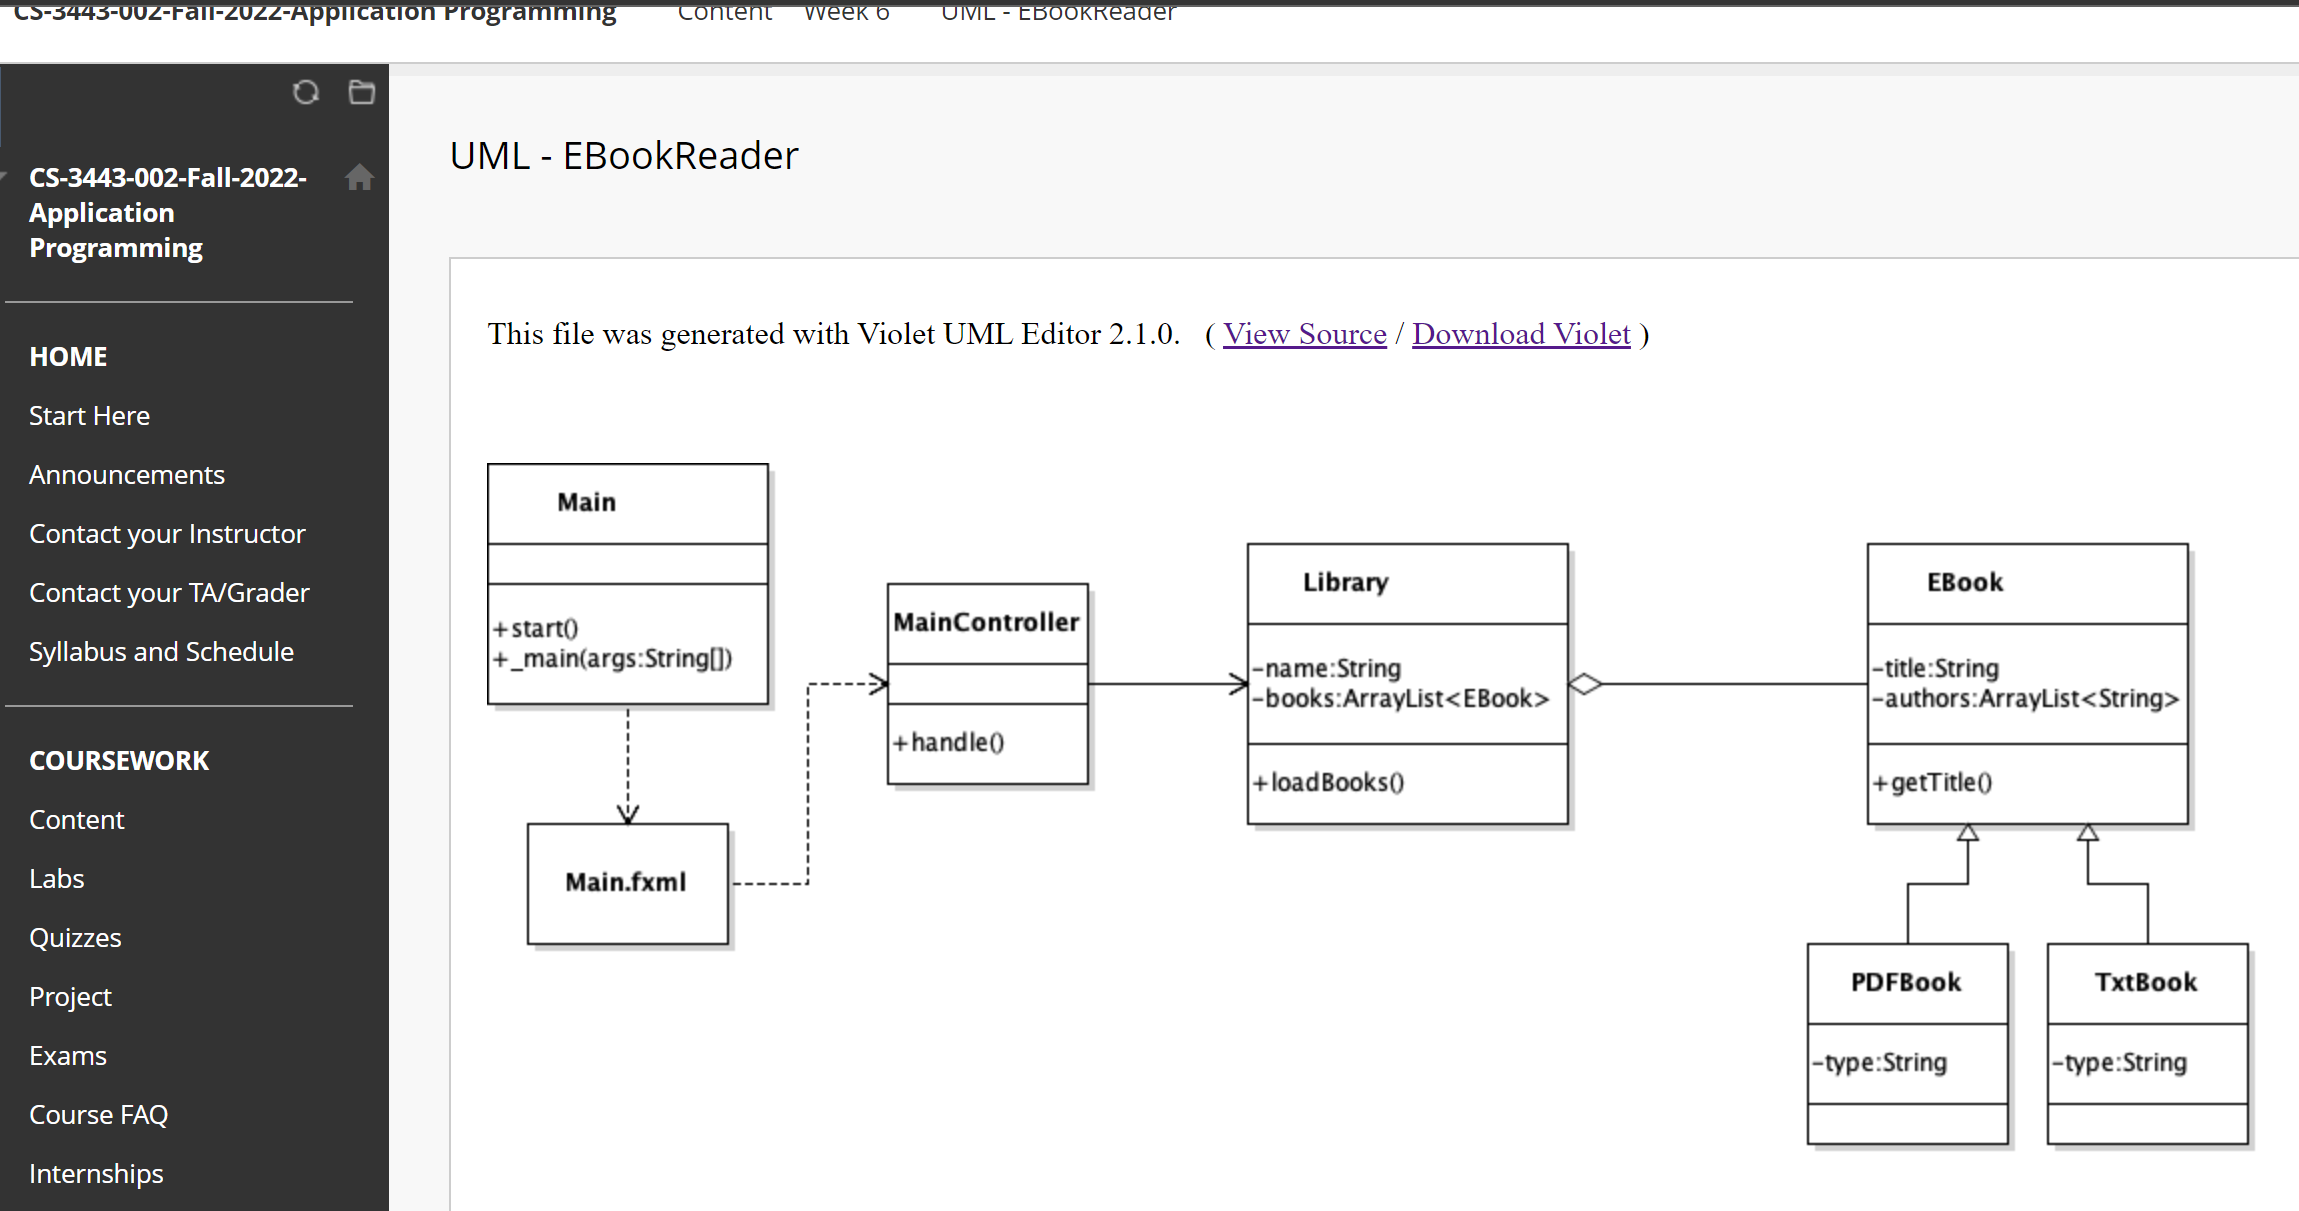 CS-3443-002-Fall-2022-Application Programming Content Week 6 UML - EBookReader
CS-3443-002-Fall-2022-
Application
Programming
HOME
Start Here
Announcements
Contact your Instructor
Contact your TA/Grader
Syllabus and Schedule
COURSEWORK
Content
Labs
Quizzes
Project
Exams
Course FAQ
Internships
UML - EBookReader
This file was generated with Violet UML Editor 2.1.0. ( View Source / Download Violet )
Main
+start()
+_main(args:String[])
Main.fxml
MainController
+handle()
Library
-name:String
-books:ArrayList<EBook>
+loadBooks()
EBook
-title:String
-authors:ArrayList<String>
+getTitle()
PDFBook
-type:String
TxtBook
-type:String